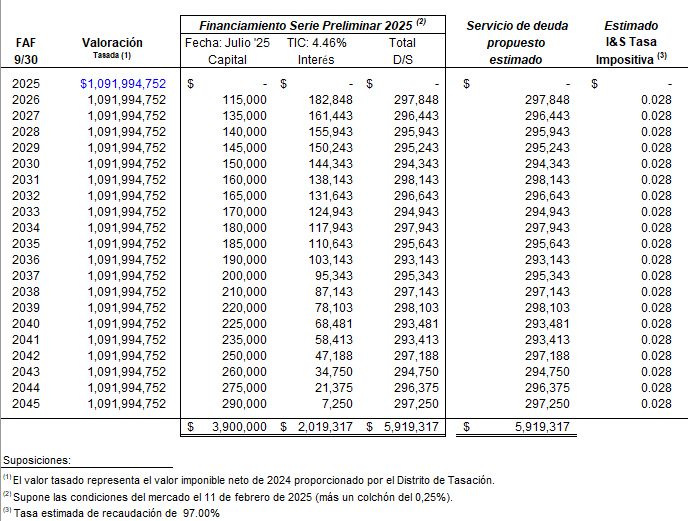 Financiamiento Serie Preliminar 2025 (2) Servicio de deuda Estimado
FAF Valoración Fecha: Julio '25 TIC: 4.46% Total propuesto I&S Tasa
9/30 Tasada (1) Capital Interés D/S estimado Impositiva (3)
2025 $1,091,994,752 $ - $ - $ - $ - $ -
2026 1,091,994,752 115,000 182,848 297,848 297,848 0.028
2027 1,091,994,752 135,000 161,443 296,443 296,443 0.028
2028 1,091,994,752 140,000 155,943 295,943 295,943 0.028
2029 1,091,994,752 145,000 150,243 295,243 295,243 0.028
2030 1,091,994,752 150,000 144,343 294,343 294,343 0.028
2031 1,091,994,752 160,000 138,143 298,143 298,143 0.028
2032 1,091,994,752 165,000 131,643 296,643 296,643 0.028
2033 1,091,994,752 170,000 124,943 294,943 294,943 0.028
2034 1,091,994,752 180,000 117,943 297,943 297,943 0.028
2035 1,091,994,752 185,000 110,643 295,643 295,643 0.028
2036 1,091,994,752 190,000 103,143 293,143 293,143 0.028
2037 1,091,994,752 200,000 95,343 295,343 295,343 0.028
2038 1,091,994,752 210,000 87,143 297,143 297,143 0.028
2039 1,091,994,752 220,000 78,103 298,103 298,103 0.028
2040 1,091,994,752 225,000 68,481 293,481 293,481 0.028
2041 1,091,994,752 235,000 58,413 293,413 293,413 0.028
2042 1,091,994,752 250,000 47,188 297,188 297,188 0.028
2043 1,091,994,752 260,000 34,750 294,750 294,750 0.028
2044 1,091,994,752 275,000 21,375 296,375 296,375 0.028
2045 1,091,994,752 290,000 7,250 297,250 297,250 0.028
$ 3,900,000 $ 2,019,317 $ 5,919,317 $ 5,919,317
Suposiciones:
(1) El valor tasado representa el valor imponible neto de 2024 proporcionado por el Distrito de Tasación.
(2) Supone las condiciones del mercado el 11 de febrero de 2025 (más un colchón del 0,25%).
(3) Tasa estimada de recaudación de 97.00%